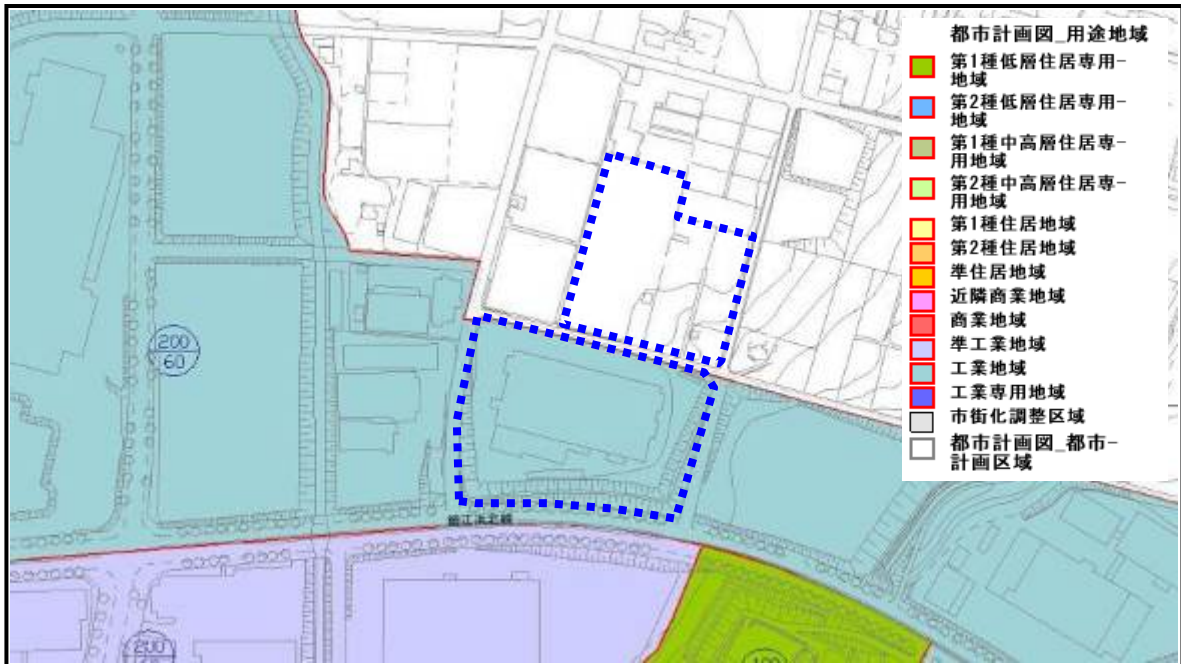 都市計画図_用途地域
第1種低層住居専用-
地域
第2種低層住居専用-
地域
第1種中高層住居専-
用地域
第2種中高層住居専-
用地域
第1種住居地域
第2種住居地域
準住居地域
近隣商業地域
商業地域
準工業地域
工業地域
工業専用地域
市街化調整区域
都市計画図_都市-
計画区域
200
60
200